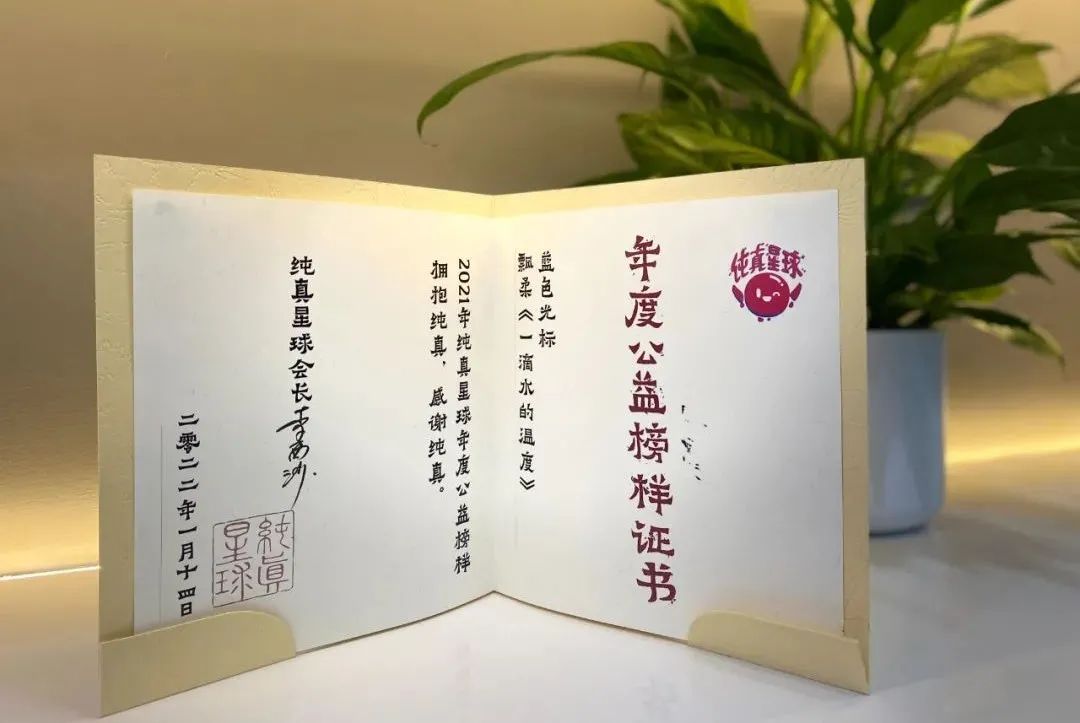 纯真星球
年度公益榜样证书
蓝色光标
飘柔《一滴水的温度》
2021年纯真星球年度公益榜样
拥抱纯真，感谢纯真。
纯真星球会长
純真
星球
二零二二年一月十四日